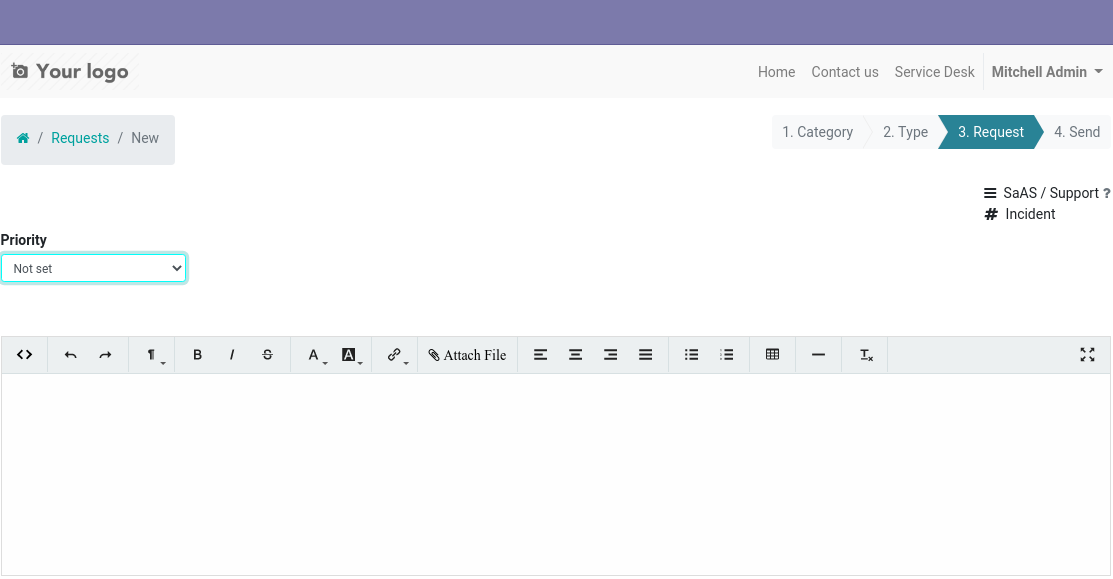 Your logo
Home Contact us Service Desk Mitchell Admin
/ Requests / New
1. Category 2. Type 3. Request 4. Send
SaAS / Support ?
# Incident
Priority
Not set
B I S A A Attach File